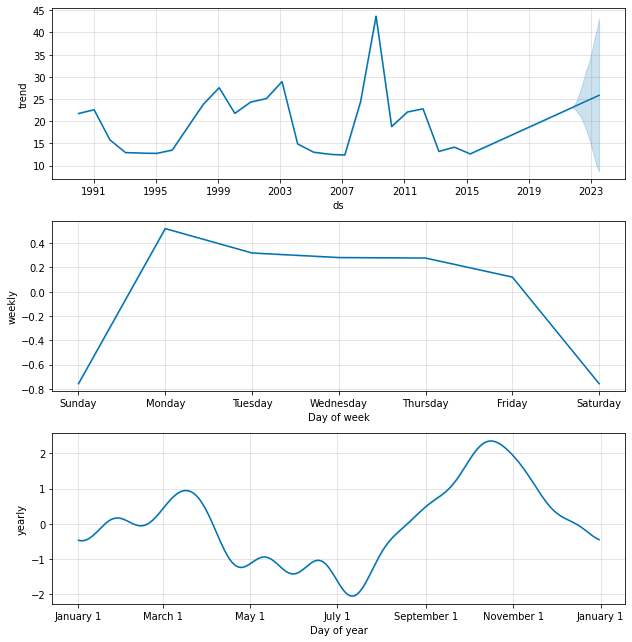 45
40
35
30
25
20
15
10
trend
1991 1995 1999 2003 2007 2011 2015 2019 2023
ds
0.4
0.2
0.0
−0.2
−0.4
−0.6
−0.8
weekly
Sunday Monday Tuesday Wednesday Thursday Friday Saturday
Day of week
2
1
0
−1
−2
yearly
January 1 March 1 May 1 July 1 September 1 November 1 January 1
Day of year